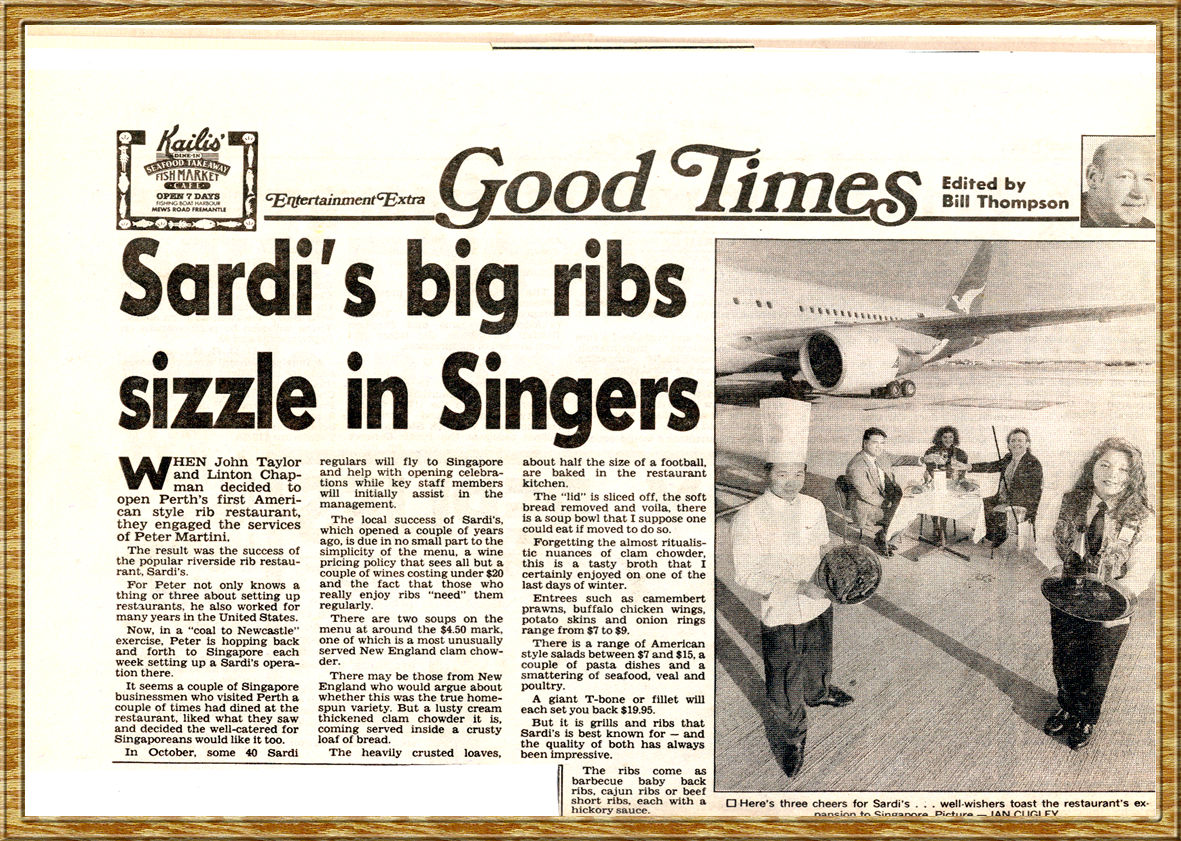 Kailis'
DINE-IN
SEAFOOD TAKEAWAY
FISH MARKET
CAFE
OPEN 7 DAYS
FISHING BOAT HARBOUR
MEWS ROAD FREMANTLE
Entertainment Extra
Good Times
Edited by
Bill Thompson
Sardi's big ribs
sizzle in Singers
WHEN John Taylor
and Linton Chap-
man decided to
open Perth's first Ameri-
can style rib restaurant,
they engaged the services
of Peter Martini.
The result was the success of
the popular riverside rib restau-
rant, Sardi's.
For Peter not only knows a
thing or three about setting up
restaurants, he also worked for
many years in the United States.
Now, in a "coal to Newcastle"
exercise, Peter is hopping back
and forth to Singapore each
week setting up a Sardi's opera-
tion there.
It seems a couple of Singapore
businessmen who visited Perth a
couple of times had dined at the
restaurant, liked what they saw
and decided the well-catered for
Singaporeans would like it too.
In October, some 40 Sardi
regulars will fly to Singapore
and help with opening celebra-
tions while key staff members
will initially assist in the
management.
The local success of Sardi's,
which opened a couple of years
ago, is due in no small part to the
simplicity of the menu, a wine
pricing policy that sees all but a
couple of wines costing under $20
and the fact that those who
really enjoy ribs "need" them
regularly.
There are two soups on the
menu at around the $4.50 mark,
one of which is a most unusually
served New England clam chow-
der.
There may be those from New
England who would argue about
whether this was the true home-
spun variety. But a lusty cream
thickened clam chowder it is,
coming served inside a crusty
loaf of bread.
The heavily crusted loaves,
about half the size of a football,
are baked in the restaurant
kitchen.
The "lid" is sliced off, the soft
bread removed and voila, there
is a soup bowl that I suppose one
could eat if moved to do so.
Forgetting the almost ritualis-
tic nuances of clam chowder,
this is a tasty broth that I
certainly enjoyed on one of the
last days of winter.
Entrees such as camembert
prawns, buffalo chicken wings,
potato skins and onion rings
range from $7 to $9.
There is a range of American
style salads between $7 and $15, a
couple of pasta dishes and a
smattering of seafood, veal and
poultry.
A giant T-bone or fillet will
each set you back $19.95.
But it is grills and ribs that
Sardi's is best known for — and
the quality of both has always
been impressive.
The ribs come as
barbecue baby back
ribs, cajun ribs or beef
short ribs, each with a
hickory sauce.
Here's three cheers for Sardi's . . . well-wishers toast the restaurant's ex-
pansion to Singapore. Picture — IAN CUGLEY